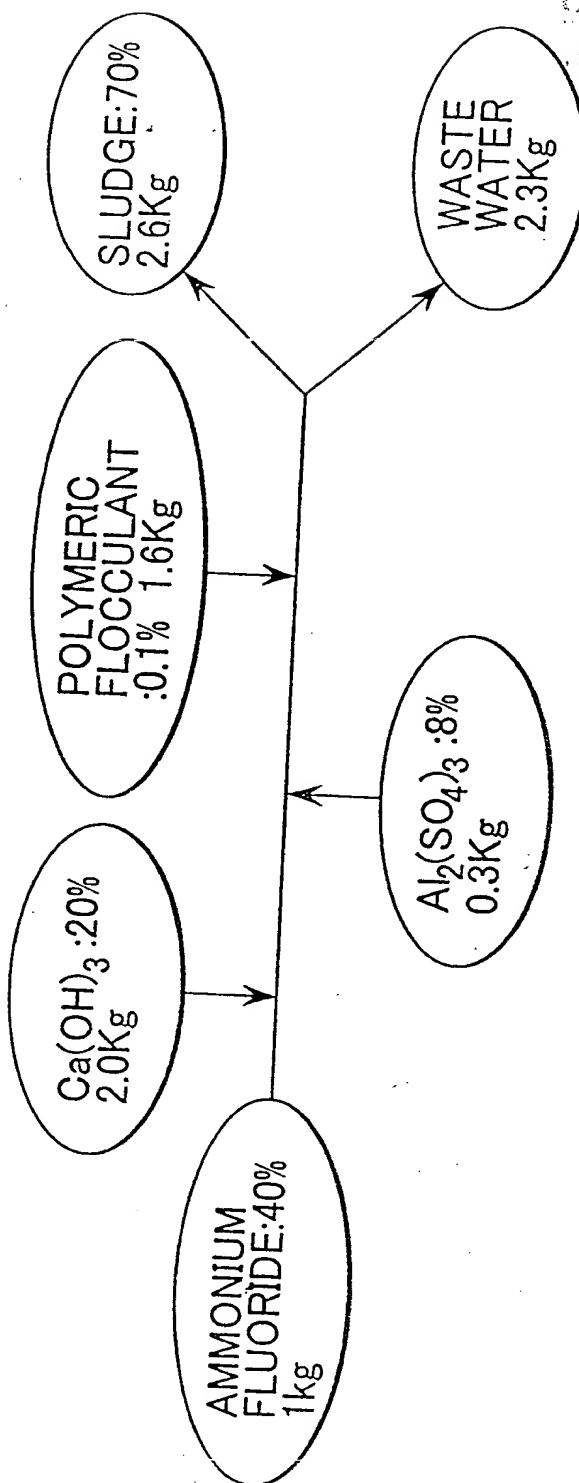 AMMONIUM
FLUORIDE:40%
1kg
Ca(OH)3 :20%
2.0Kg
Al2(SO4)3 :8%
0.3Kg
POLYMERIC
FLOCCULANT
:0.1% 1.6Kg
SLUDGE:70%
2.6Kg
WASTE
WATER
2.3Kg